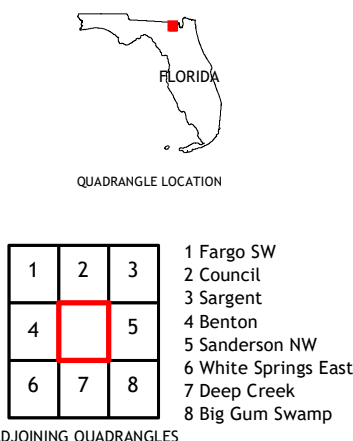 FLORIDA
QUADRANGLE LOCATION
1 2 3
4 5
6 7 8
1 Fargo SW
2 Council
3 Sargent
4 Benton
5 Sanderson NW
6 White Springs East
7 Deep Creek
8 Big Gum Swamp
ADJOINING QUADRANGLES